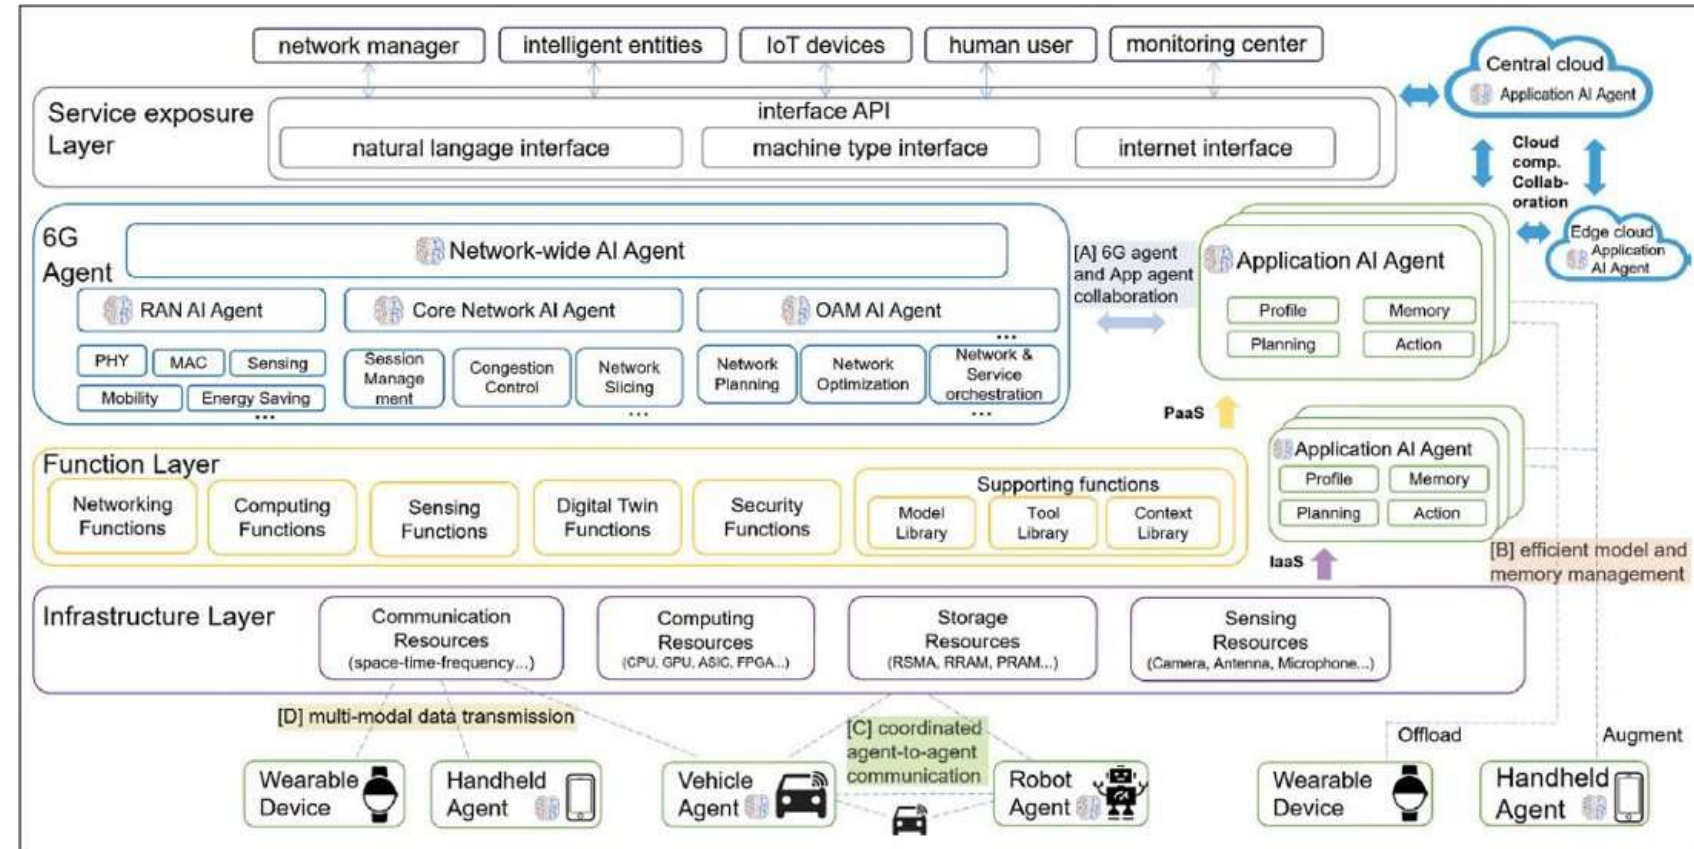 network manager
intelligent entities
IoT devices
human user
monitoring center
Central cloud
Application AI Agent
Service exposure
Layer
interface API
natural langage interface
machine type interface
internet interface
Cloud
comp.
Collab-
oration
Edge cloud
Application
AI Agent
6G
Agent
Network-wide AI Agent
RAN AI Agent
Core Network AI Agent
OAM AI Agent
...
PHY
MAC
Sensing
Mobility
Energy Saving
...
Session
Manage
ment
Congestion
Control
Network
Slicing
...
Network
Planning
Network
Optimization
Network &
Service
orchestration
...
[A] 6G agent
and App agent
collaboration
Application AI Agent
Profile
Memory
Planning
Action
PaaS
Function Layer
Networking
Functions
Computing
Functions
Sensing
Functions
Digital Twin
Functions
Security
Functions
Supporting functions
Model
Library
Tool
Library
Context
Library
Application AI Agent
Profile
Memory
Planning
Action
IaaS
[B] efficient model and
memory management
Infrastructure Layer
Communication
Resources
(space-time-frequency...)
Computing
Resources
(CPU, GPU, ASIC, FPGA...)
Storage
Resources
(RSMA, RRAM, PRAM...)
Sensing
Resources
(Camera, Antenna, Microphone...)
[D] multi-modal data transmission
[C] coordinated
agent-to-agent
communication
Offload
Augment
Wearable
Device
Handheld
Agent
Vehicle
Agent
Robot
Agent
Wearable
Device
Handheld
Agent